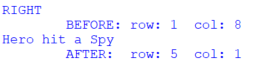 RIGHT
BEFORE: row: 1 col: 8
Hero hit a Spy
AFTER: row: 5 col: 1